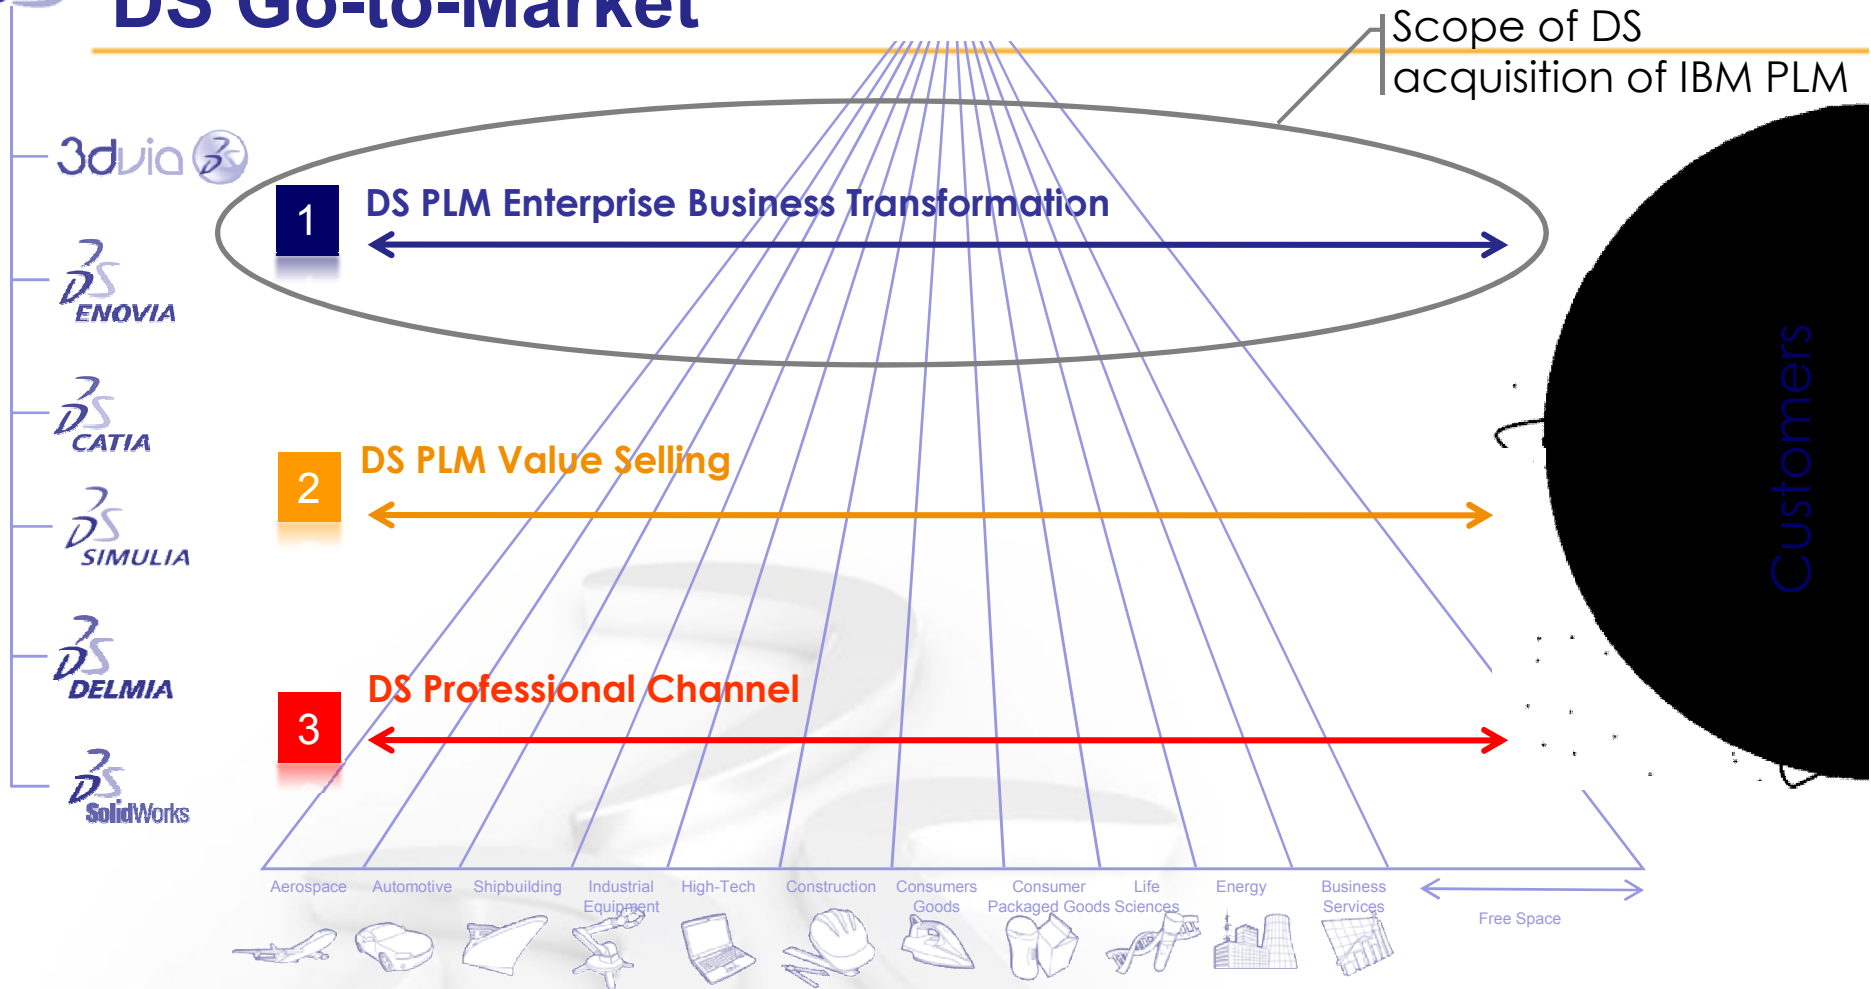 DS Go-to-Market
Scope of DS
acquisition of IBM PLM
3dvia
1
DS PLM Enterprise Business Transformation
ENOVIA
CATIA
2
DS PLM Value Selling
SIMULIA
DELMIA
3
DS Professional Channel
SolidWorks
Customers
Aerospace
Automotive
Shipbuilding
Industrial
Equipment
High-Tech
Construction
Consumers
Goods
Consumer
Packaged Goods
Life
Sciences
Energy
Business
Services
Free Space